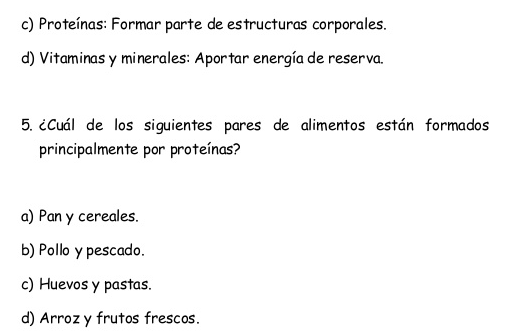 c) Proteínas: Formar parte de estructuras corporales.
d) Vitaminas y minerales: Aportar energía de reserva.
5. ¿Cuál de los siguientes pares de alimentos están formados
principalmente por proteínas?
a) Pan y cereales.
b) Pollo y pescado.
c) Huevos y pastas.
d) Arroz y frutos frescos.